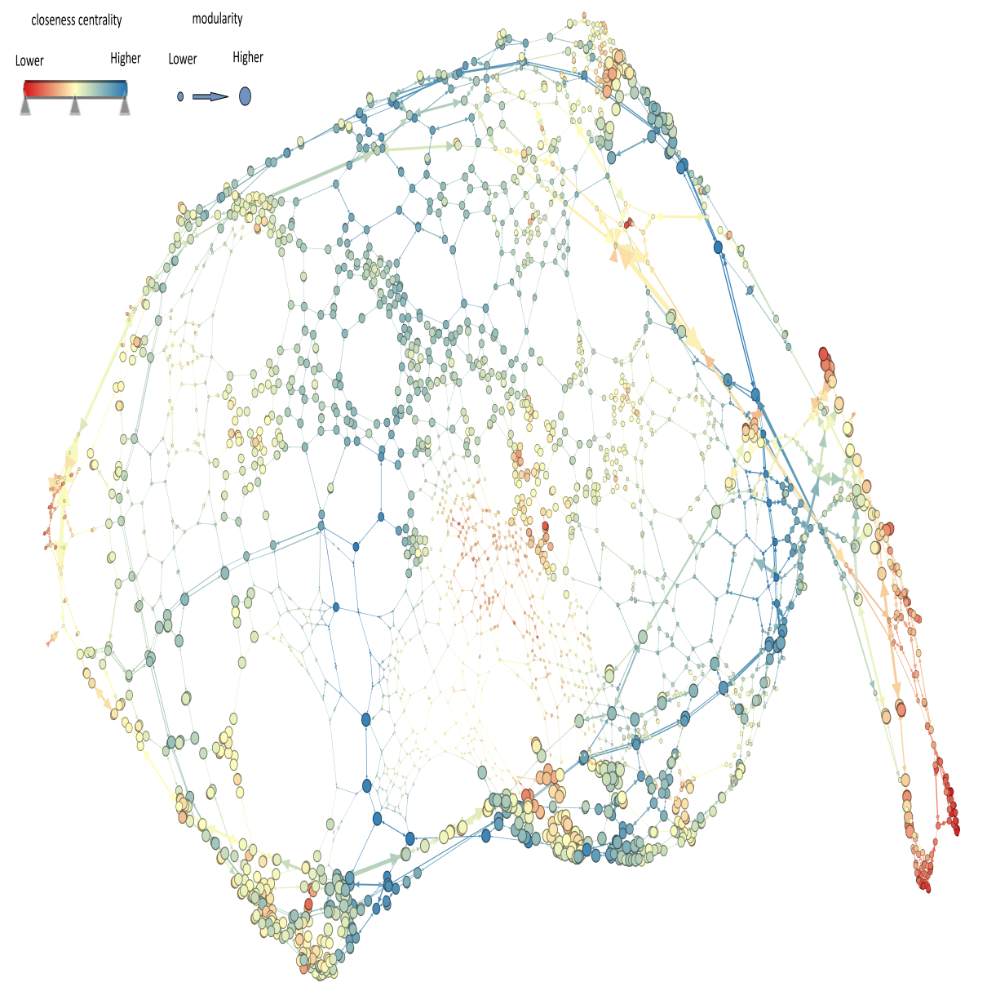 closeness centrality
Lower
Higher
modularity
Lower
Higher